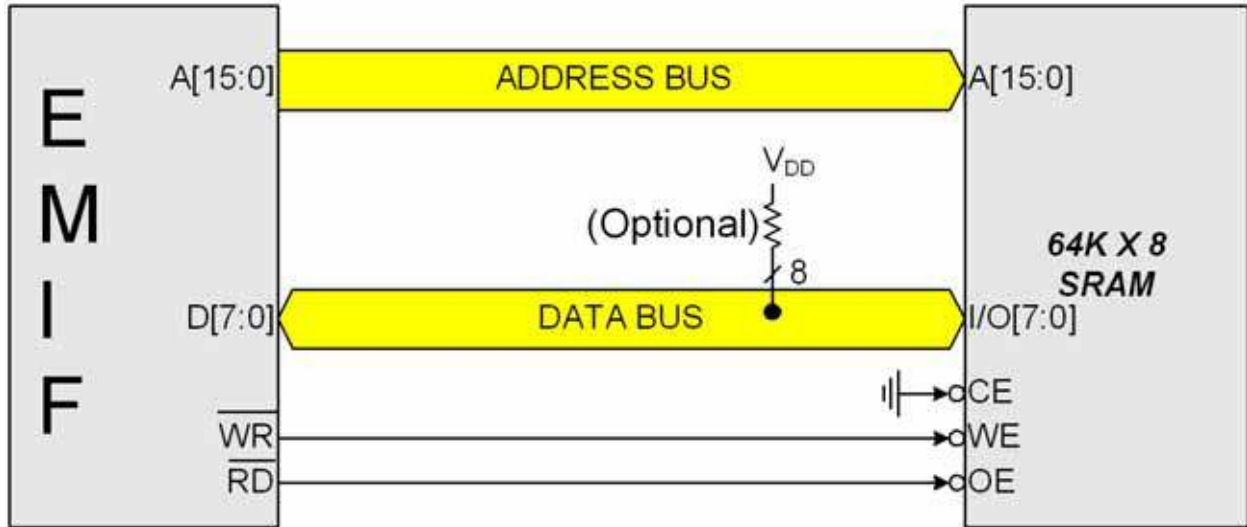 EMIF
A[15:0] ADDRESS BUS A[15:0]
VDD
(Optional)
8
64K X 8
SRAM
D[7:0] DATA BUS I/O[7:0]
CE
WR WE
RD OE